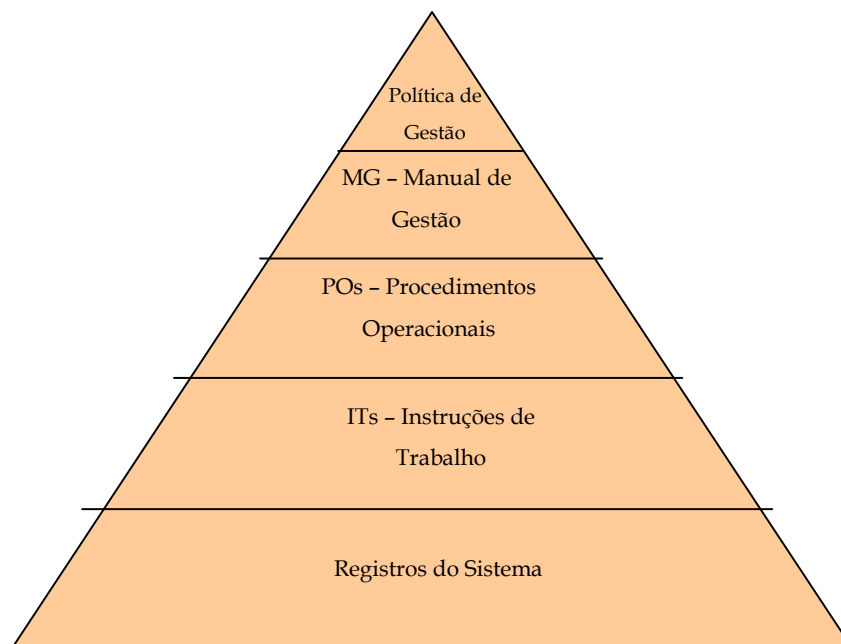 Política de
Gestão
MG – Manual de
Gestão
POs – Procedimentos
Operacionais
ITs – Instruções de
Trabalho
Registros do Sistema